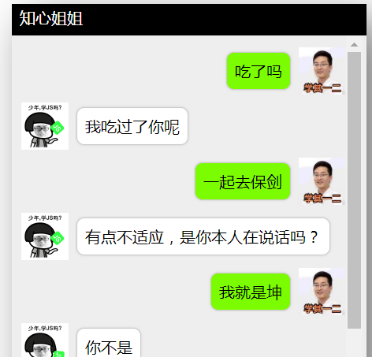 知心姐姐
吃了吗
学霸一二
少年,学JS吗?
我吃过了你呢
一起去保剑
学霸一二
少年,学JS吗?
有点不适应，是你本人在说话吗？
我就是坤
学霸一二
少年,学JS吗?
你不是